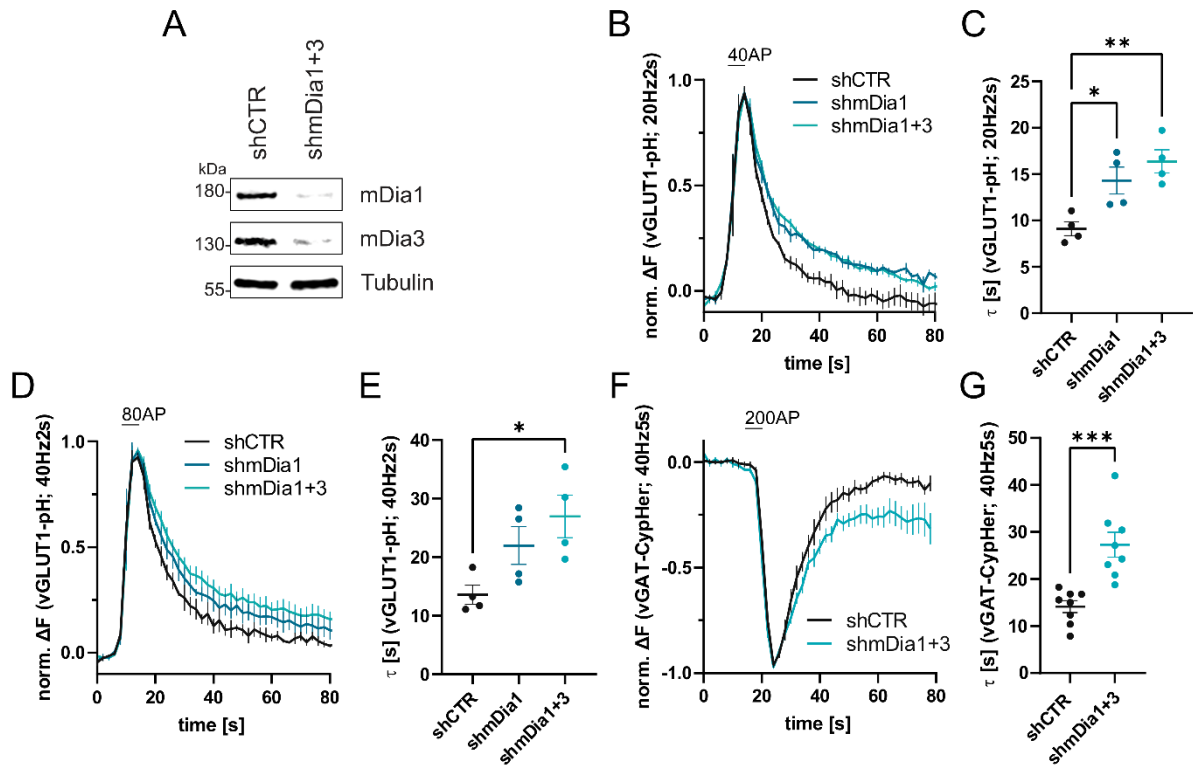 A
shCTR
shmDia1+3
kDa
180
mDia1
130
mDia3
55
Tubulin
B
40AP
shCTR
shmDia1
shmDia1+3
norm. ΔF (vGLUT1-pH; 20Hz2s)
1.0
0.5
0.0
0 20 40 60 80
time [s]
C
**
*
τ [s] (vGLUT1-pH; 20Hz2s)
25
20
15
10
5
0
shCTR
shmDia1
shmDia1+3
D
80AP
shCTR
shmDia1
shmDia1+3
norm. ΔF (vGLUT1-pH; 40Hz2s)
1.0
0.5
0.0
0 20 40 60 80
time [s]
E
*
τ [s] (vGLUT1-pH; 40Hz2s)
40
30
20
10
0
shCTR
shmDia1
shmDia1+3
F
200AP
norm. ΔF (vGAT-CypHer; 40Hz5s)
-0.0
-0.5
-1.0
shCTR
shmDia1+3
0 20 40 60 80
time [s]
G
***
τ [s] (vGAT-CypHer; 40Hz5s)
50
40
30
20
10
0
shCTR
shmDia1+3